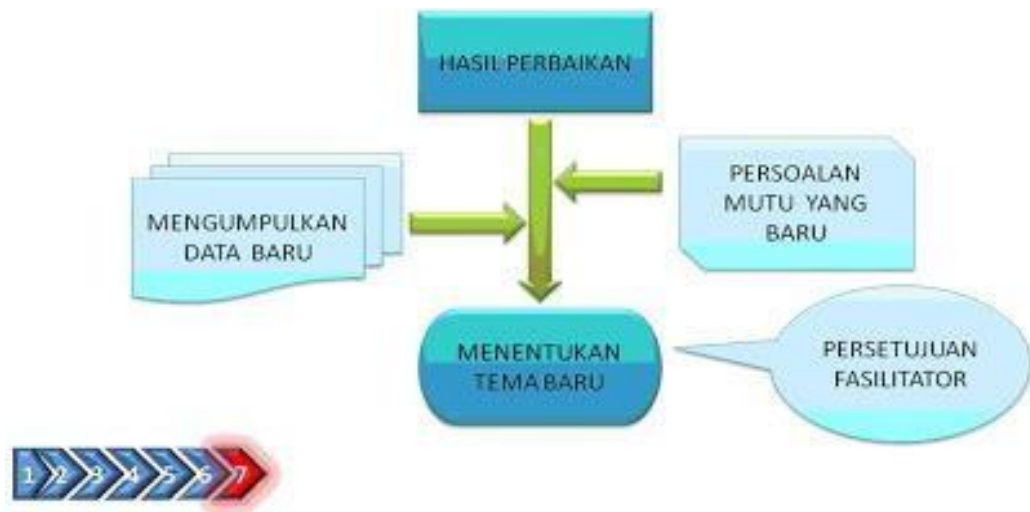 HASIL PERBAIKAN
MENGUMPULKAN
DATA BARU
PERSOALAN
MUTU YANG
BARU
MENENTUKAN
TEMA BARU
PERSETUJUAN
FASILITATOR
1 2 3 4 5 6 7